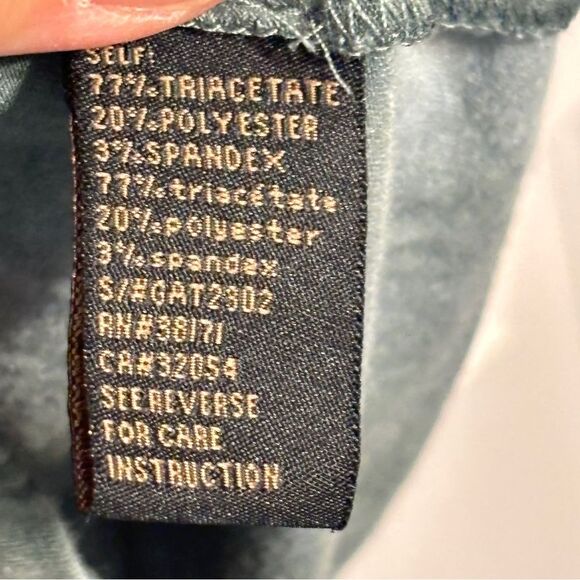 SELF:
77%TRIACETATE
20%POLYESTER
3%SPANDEX
77%triacétate
20%polyester
3%spandex
S/#CAT2302
RN#38171
CA#32054
SEE REVERSE
FOR CARE
INSTRUCTION